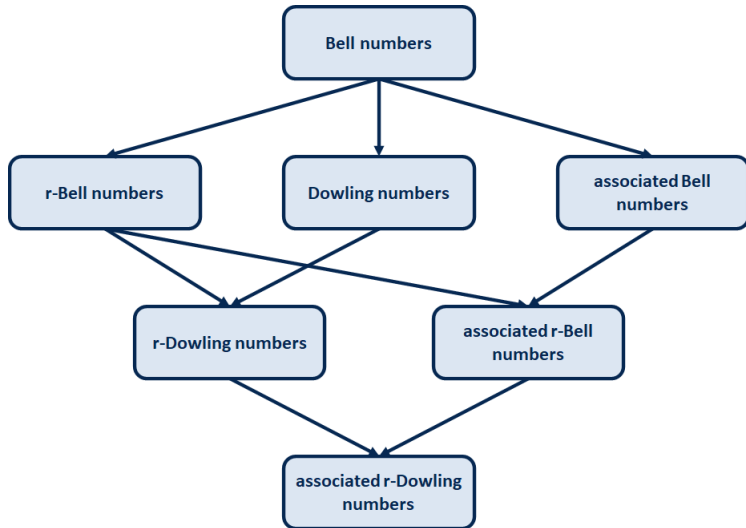 Bell numbers
r-Bell numbers
Dowling numbers
associated Bell
numbers
r-Dowling numbers
associated r-Bell
numbers
associated r-Dowling
numbers